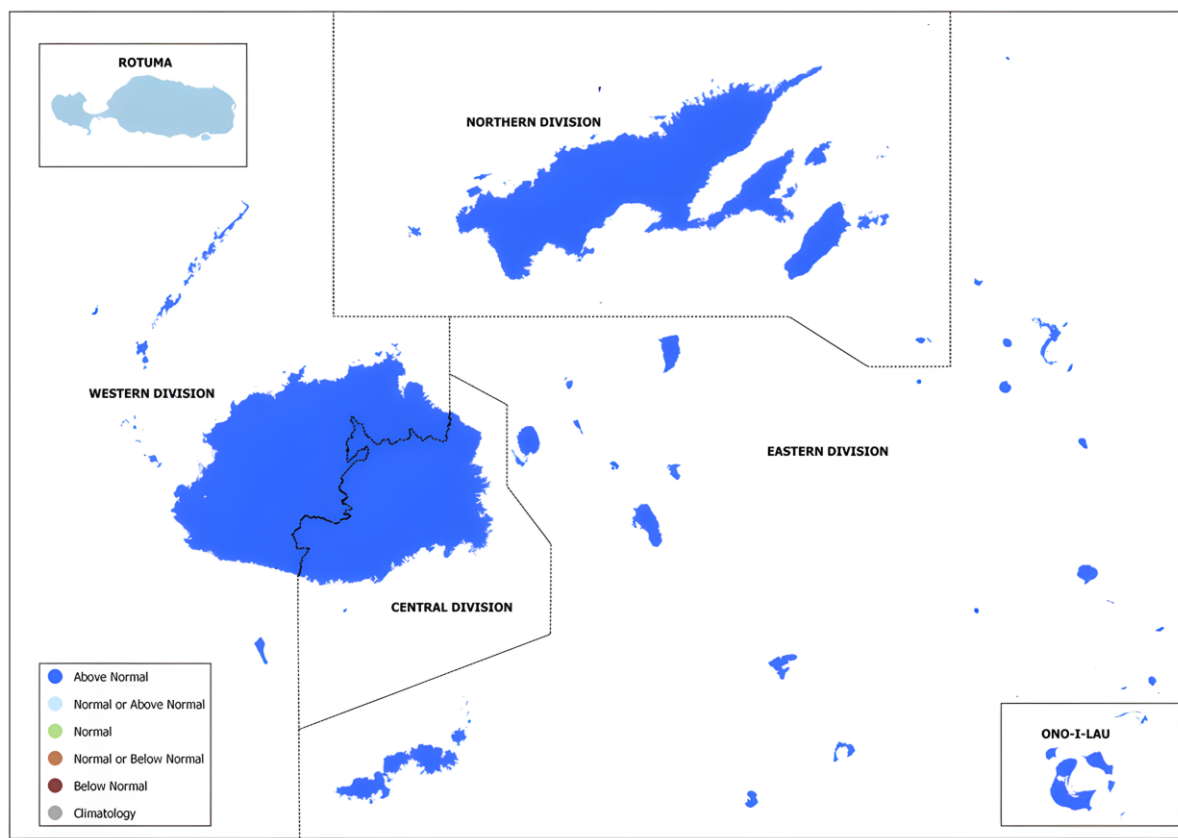 ROTUMA
NORTHERN DIVISION
WESTERN DIVISION
EASTERN DIVISION
CENTRAL DIVISION
Above Normal
Normal or Above Normal
Normal
Normal or Below Normal
Below Normal
Climatology
ONO-I-LAU